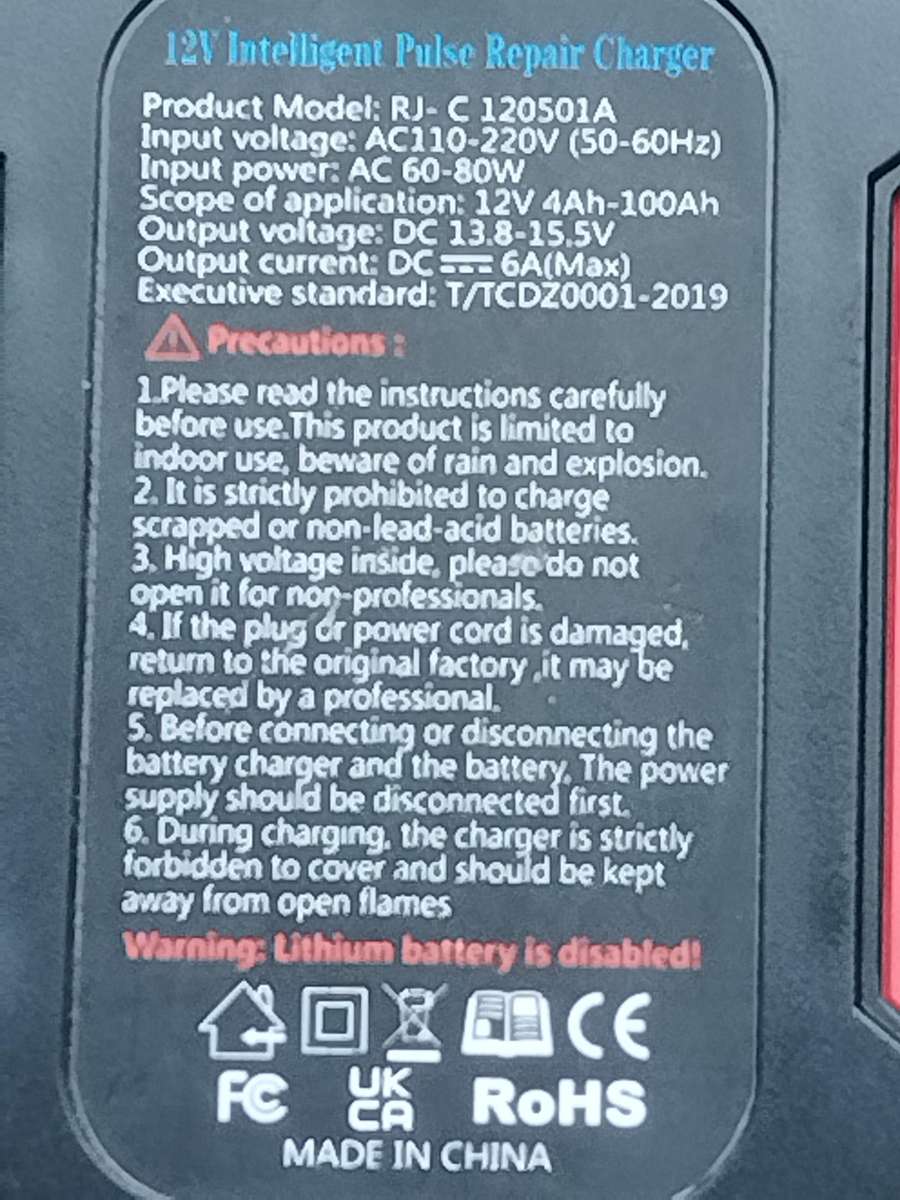 12V Intelligent Pulse Repair Charger
Product Model: RJ- C 120501A
Input voltage: AC110-220V (50-60Hz)
Input power: AC 60-80W
Scope of application: 12V 4Ah-100Ah
Output voltage: DC 13.8-15.5V
Output current: DC 6A(Max)
Executive standard: T/TCDZ0001-2019
Precautions :
1.Please read the instructions carefully
before use.This product is limited to
indoor use, beware of rain and explosion.
2. It is strictly prohibited to charge
scrapped or non-lead-acid batteries.
3. High voltage inside, please do not
open it for non-professionals.
4. If the plug or power cord is damaged,
return to the original factory ,it may be
replaced by a professional.
5. Before connecting or disconnecting the
battery charger and the battery, The power
supply should be disconnected first.
6. During charging, the charger is strictly
forbidden to cover and should be kept
away from open flames
Warning: Lithium battery is disabled!
CE
FC
UK
CA
RoHS
MADE IN CHINA